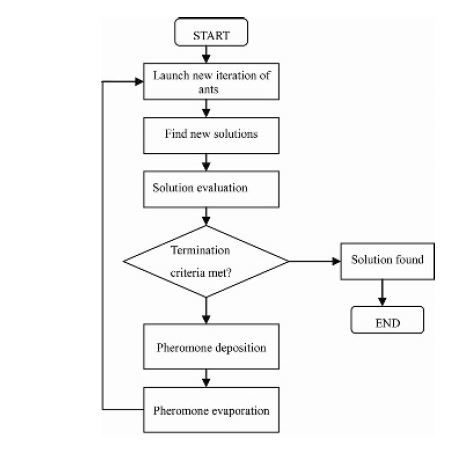 START
Launch new iteration of
ants
Find new solutions
Solution evaluation
Termination
criteria met?
Solution found
END
Pheromone deposition
Pheromone evaporation